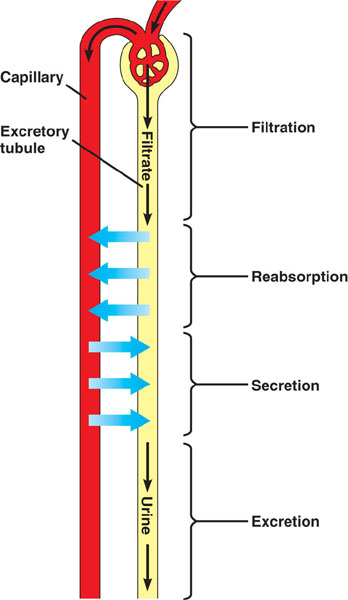 Capillary
Excretory
tubule
Filtrate
Filtration
Reabsorption
Secretion
Urine
Excretion